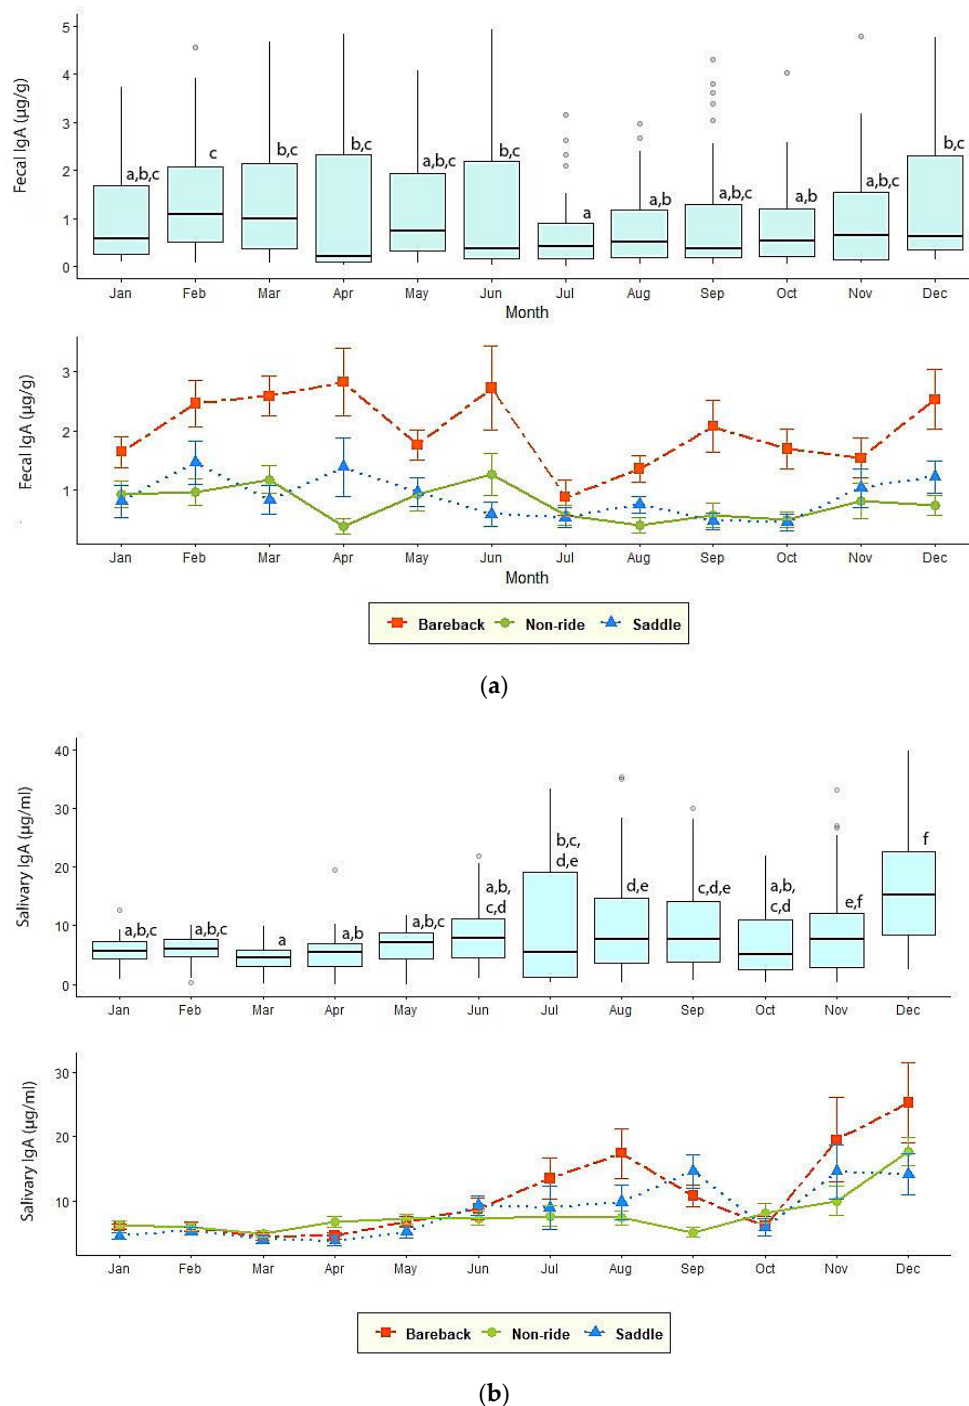 5
4
3
2
1
0
Fecal IgA (µg/g)
a,b,c
c
b,c
b,c
a,b,c
b,c
a
a,b
a,b,c
a,b
a,b,c
b,c
Jan Feb Mar Apr May Jun Jul Aug Sep Oct Nov Dec
Month
3
2
1
Fecal IgA (µg/g)
Jan Feb Mar Apr May Jun Jul Aug Sep Oct Nov Dec
Month
Bareback Non-ride Saddle
(a)
40
30
20
10
0
Salivary IgA (µg/ml)
a,b,c
a,b,c
a
a,b
a,b,c
a,b,
c,d
b,c,
d,e
d,e
c,d,e
a,b,
c,d
e,f
f
Jan Feb Mar Apr May Jun Jul Aug Sep Oct Nov Dec
30
20
10
Salivary IgA (µg/ml)
Jan Feb Mar Apr May Jun Jul Aug Sep Oct Nov Dec
Bareback Non-ride Saddle
(b)